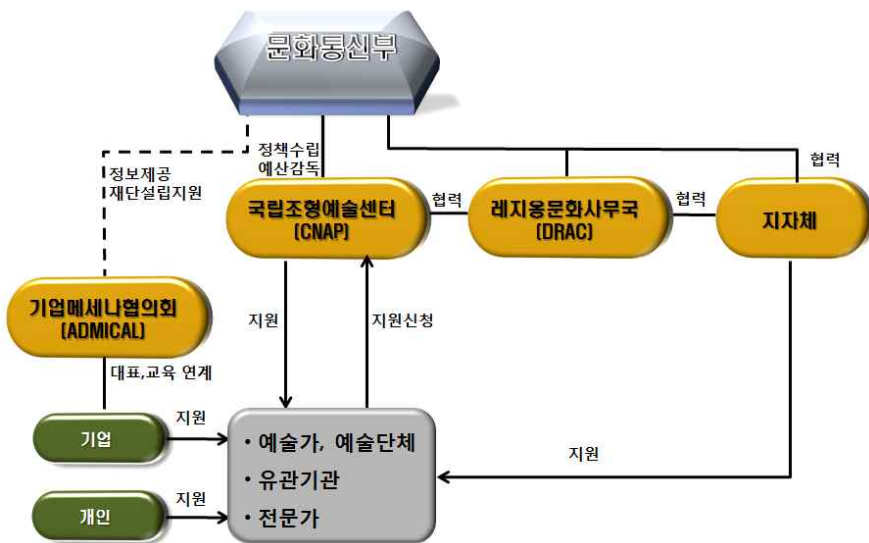 문화통신부
정책수립
예산감독
정보제공
재단설립지원
협력
국립조형예술센터
(CNAP)
협력
레지옹문화사무국
(DRAC)
협력
지자체
기업메세나협의회
(ADMICAL)
지원
지원신청
대표,교육 연계
기업
지원
• 예술가, 예술단체
• 유관기관
• 전문가
지원
개인
지원